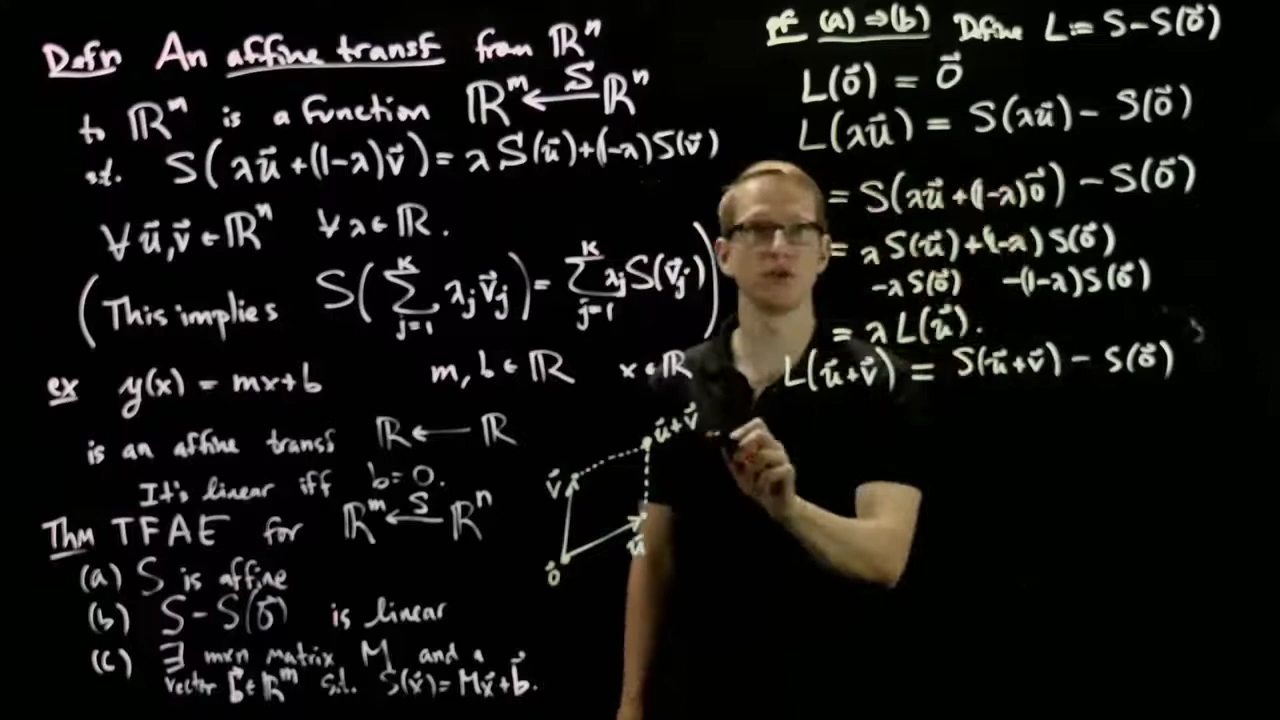 Defn An affine transf from ℝⁿ
to ℝᵐ is a function ℝᵐ ←S– ℝⁿ
s.t. S(λu⃗+(1-λ)v⃗) = λS(u⃗)+(1-λ)S(v⃗)
∀ u⃗,v⃗ ∈ ℝⁿ ∀ λ ∈ ℝ.
(This implies S(∑_{j=1}^{K} λⱼv⃗ⱼ) = ∑_{j=1}^{K} λⱼS(v⃗ⱼ))
ex y(x) = mx+b m, b ∈ ℝ x ∈ ℝ
is an affine transf ℝ ← ℝ
It's linear iff b=0.
Thm TFAE for ℝᵐ ←S– ℝⁿ
(a) S is affine
(b) S - S(0⃗) is linear
(c) ∃ m×n matrix M and a
vector b⃗ ∈ ℝᵐ s.t. S(x⃗) = Mx⃗+b⃗.
u⃗+v⃗
v⃗
u⃗
0⃗
pf (a)⇒(b) Define L := S - S(0⃗)
L(0⃗) = 0⃗
L(λu⃗) = S(λu⃗) - S(0⃗)
= S(λu⃗+(1-λ)0⃗) - S(0⃗)
= λS(u⃗)+(1-λ)S(0⃗)
-λS(0⃗) -(1-λ)S(0⃗)
= λL(u⃗).
L(u⃗+v⃗) = S(u⃗+v⃗) - S(0⃗)